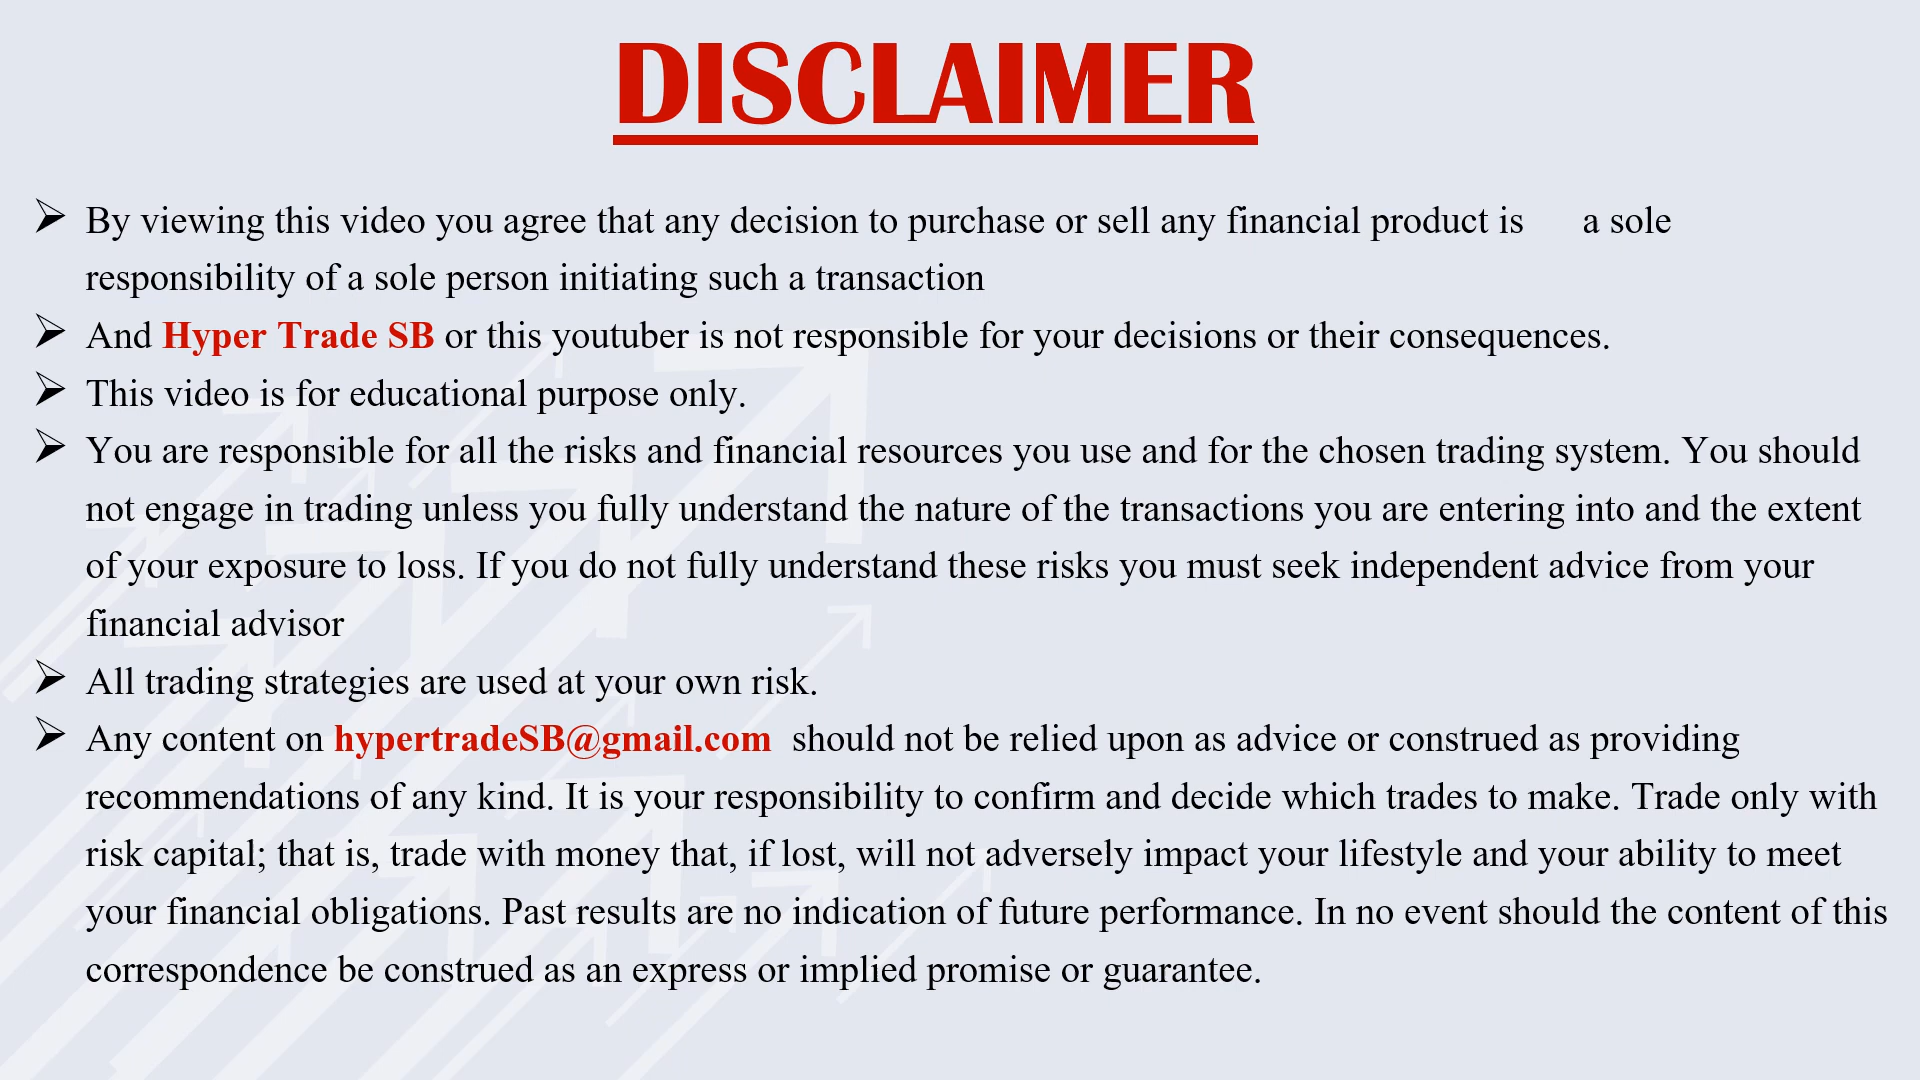 DISCLAIMER
➢ By viewing this video you agree that any decision to purchase or sell any financial product is a sole
responsibility of a sole person initiating such a transaction
➢ And Hyper Trade SB or this youtuber is not responsible for your decisions or their consequences.
➢ This video is for educational purpose only.
➢ You are responsible for all the risks and financial resources you use and for the chosen trading system. You should
not engage in trading unless you fully understand the nature of the transactions you are entering into and the extent
of your exposure to loss. If you do not fully understand these risks you must seek independent advice from your
financial advisor
➢ All trading strategies are used at your own risk.
➢ Any content on hypertradeSB@gmail.com should not be relied upon as advice or construed as providing
recommendations of any kind. It is your responsibility to confirm and decide which trades to make. Trade only with
risk capital; that is, trade with money that, if lost, will not adversely impact your lifestyle and your ability to meet
your financial obligations. Past results are no indication of future performance. In no event should the content of this
correspondence be construed as an express or implied promise or guarantee.